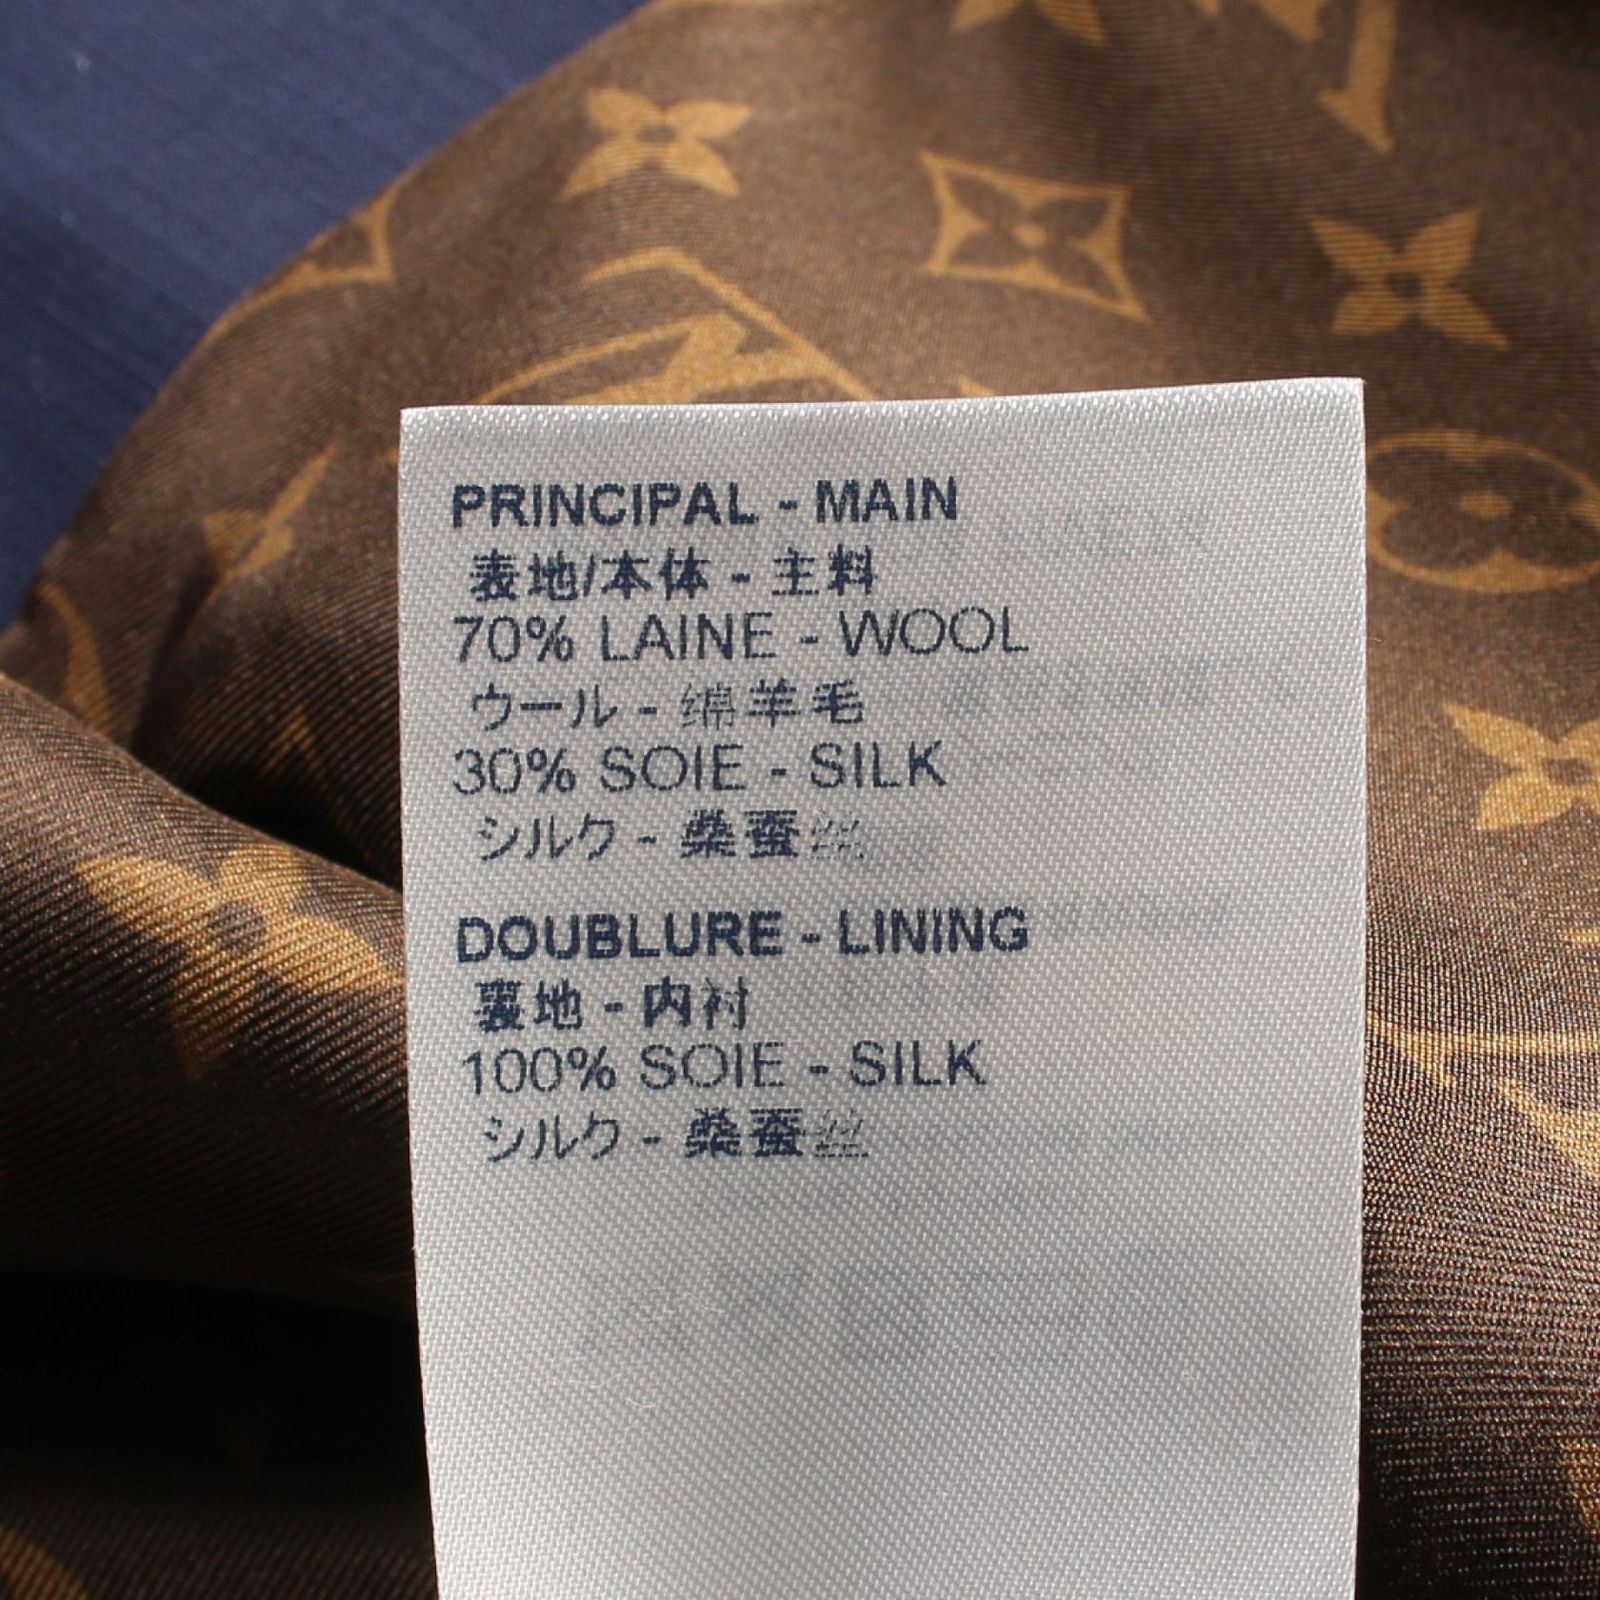 PRINCIPAL - MAIN
表地/本体 - 主料
70% LAINE - WOOL
ウール - 绵羊毛
30% SOIE - SILK
シルク - 桑蚕丝
DOUBLURE - LINING
裏地 - 内衬
100% SOIE - SILK
シルク - 桑蚕丝